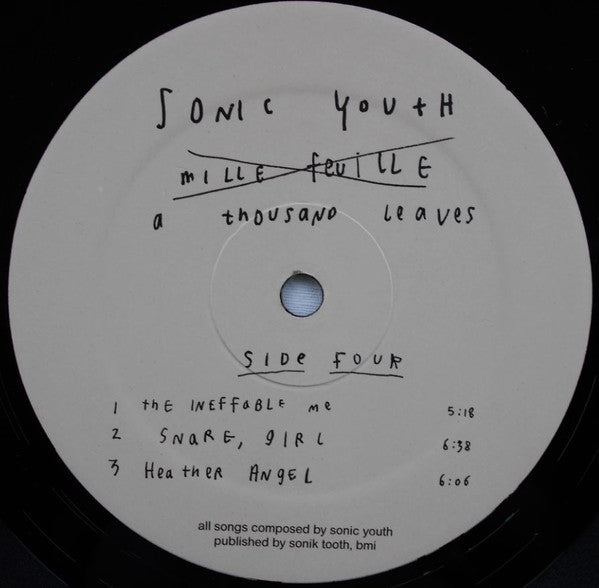 SONIC YOUtH
mILLE feuiLLE
a thOUSaND leaves
SIDe FOUR
1 thE INEffaBLE me 5:18
2 SNaRE, gIRL 6:38
3 HeatheR ANgEL 6:06
all songs composed by sonic youth
published by sonik tooth, bmi